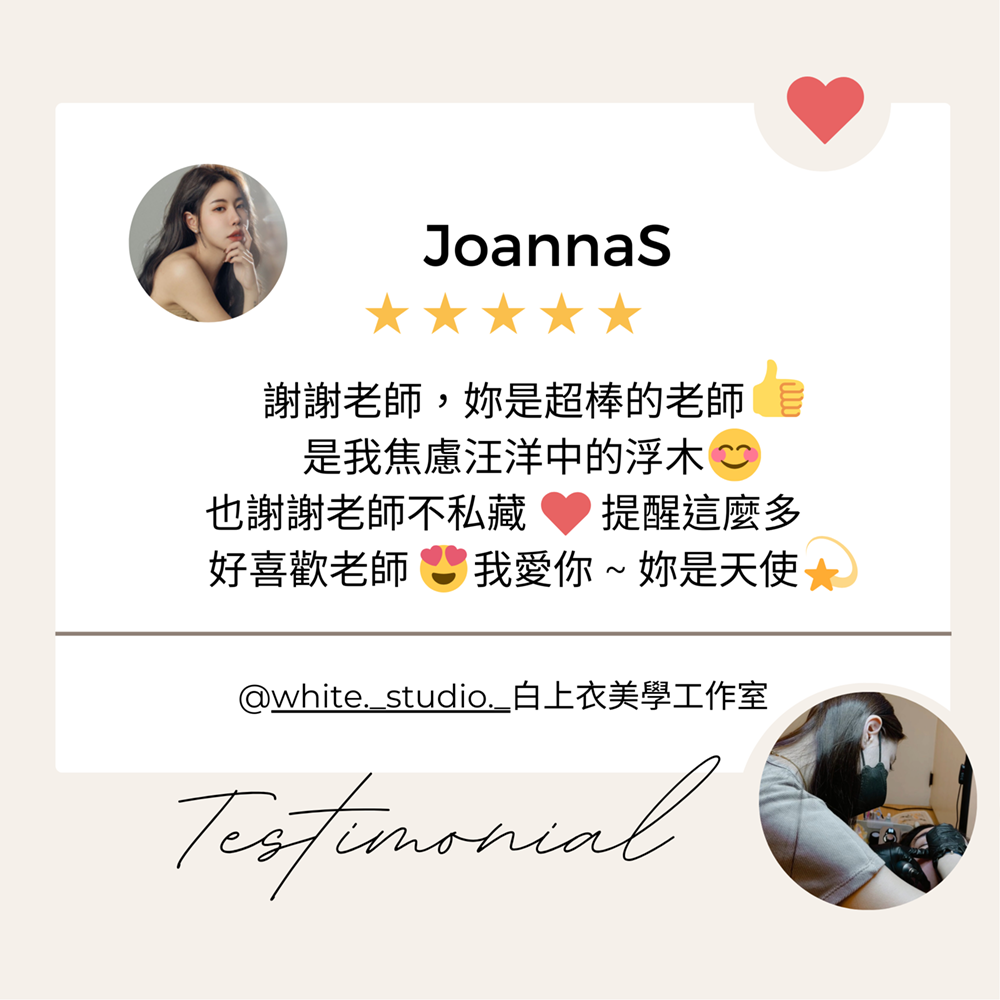 JoannaS
謝謝老師，妳是超棒的老師👍
是我焦慮汪洋中的浮木😊
也謝謝老師不私藏 ❤️ 提醒這麼多
好喜歡老師 😍 我愛你 ~ 妳是天使💫
@white._studio._白上衣美學工作室
Testimonial